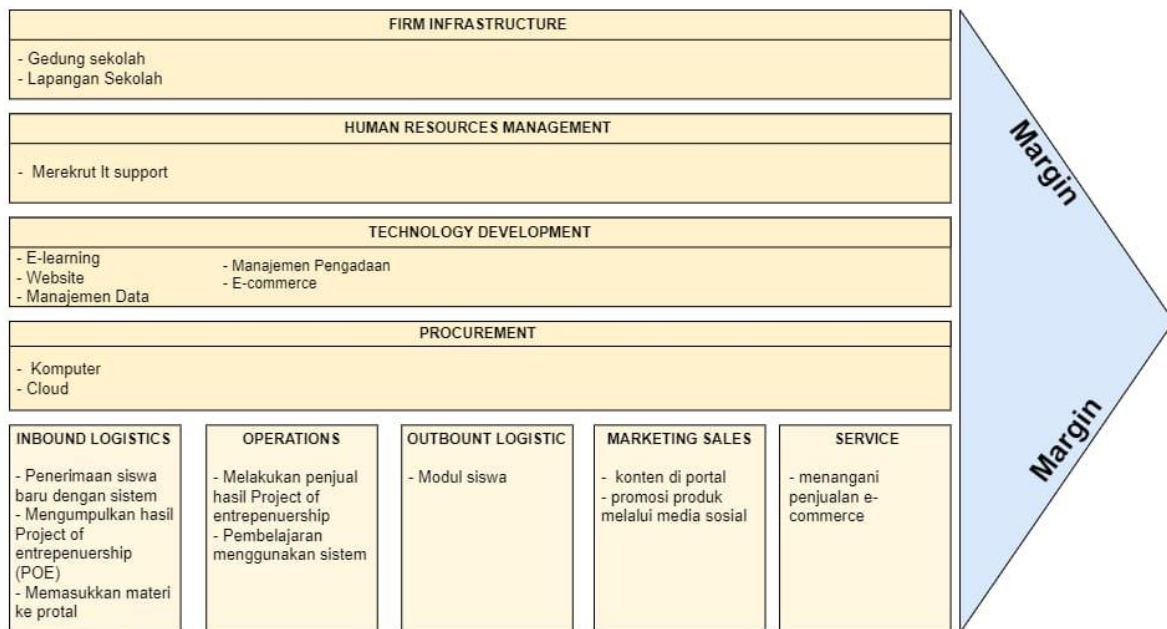 FIRM INFRASTRUCTURE
- Gedung sekolah
- Lapangan Sekolah
HUMAN RESOURCES MANAGEMENT
- Merekrut It support
TECHNOLOGY DEVELOPMENT
- E-learning
- Website
- Manajemen Data
- Manajemen Pengadaan
- E-commerce
PROCUREMENT
- Komputer
- Cloud
INBOUND LOGISTICS
- Penerimaan siswa
baru dengan sistem
- Mengumpulkan hasil
Project of
entrepenuership
(POE)
- Memasukkan materi
ke protal
OPERATIONS
- Melakukan penjual
hasil Project of
entrepenuership
- Pembelajaran
menggunakan sistem
OUTBOUNT LOGISTIC
- Modul siswa
MARKETING SALES
- konten di portal
- promosi produk
melalui media sosial
SERVICE
- menangani
penjualan e-
commerce
Margin
Margin